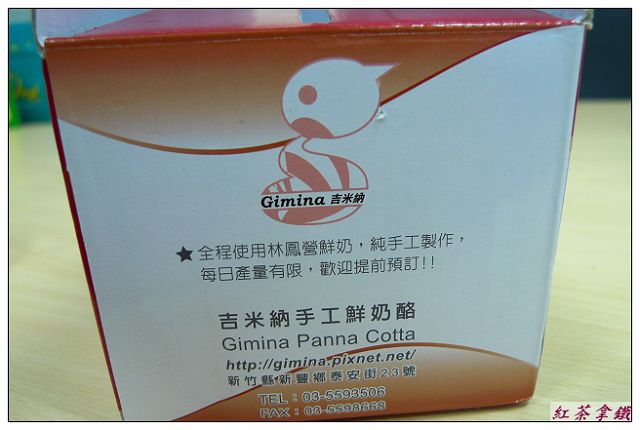 Gimina 吉米納
★全程使用林鳳營鮮奶，純手工製作，
每日產量有限，歡迎提前預訂!!
吉米納手工鮮奶酪
Gimina Panna Cotta
http://gimina.pixnet.net/
新竹縣新豐鄉泰安街23號
TEL：03-5593506
FAX：03-5598668
紅茶拿鐵